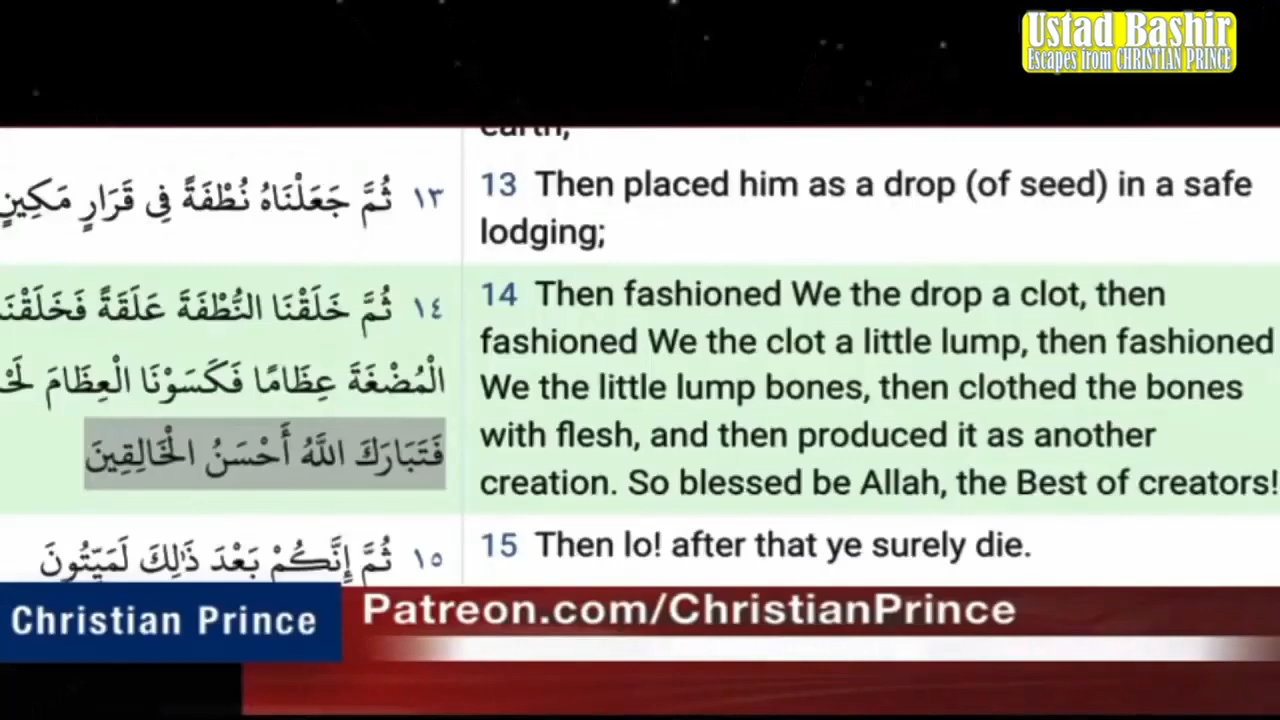 Ustad Bashir
Escapes from CHRISTIAN PRINCE
earth;
١٣ ثُمَّ جَعَلْنَاهُ نُطْفَةً فِى قَرَارٍ مَكِينٍ
13 Then placed him as a drop (of seed) in a safe
lodging;
١٤ ثُمَّ خَلَقْنَا النُّطْفَةَ عَلَقَةً فَخَلَقْنَا
الْمُضْغَةَ عِظَامًا فَكَسَوْنَا الْعِظَامَ
فَتَبَارَكَ اللَّهُ أَحْسَنُ الْخَالِقِينَ
14 Then fashioned We the drop a clot, then
fashioned We the clot a little lump, then fashioned
We the little lump bones, then clothed the bones
with flesh, and then produced it as another
creation. So blessed be Allah, the Best of creators!
١٥ ثُمَّ إِنَّكُمْ بَعْدَ ذَٰلِكَ لَمَيِّتُونَ
15 Then lo! after that ye surely die.
Christian Prince
Patreon.com/ChristianPrince